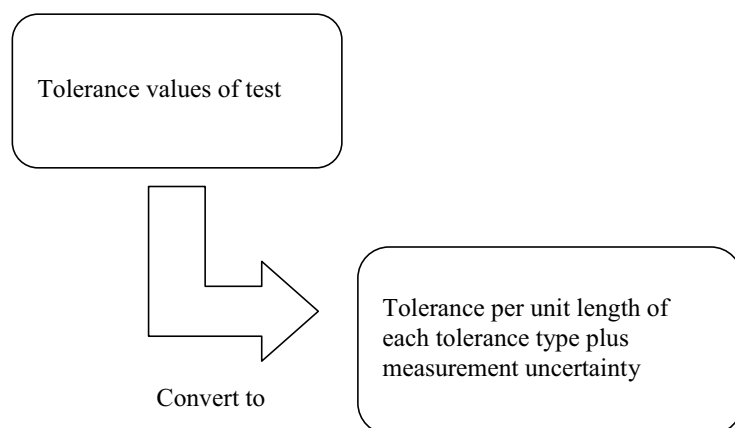 Tolerance values of test
Tolerance per unit length of
each tolerance type plus
measurement uncertainty
Convert to